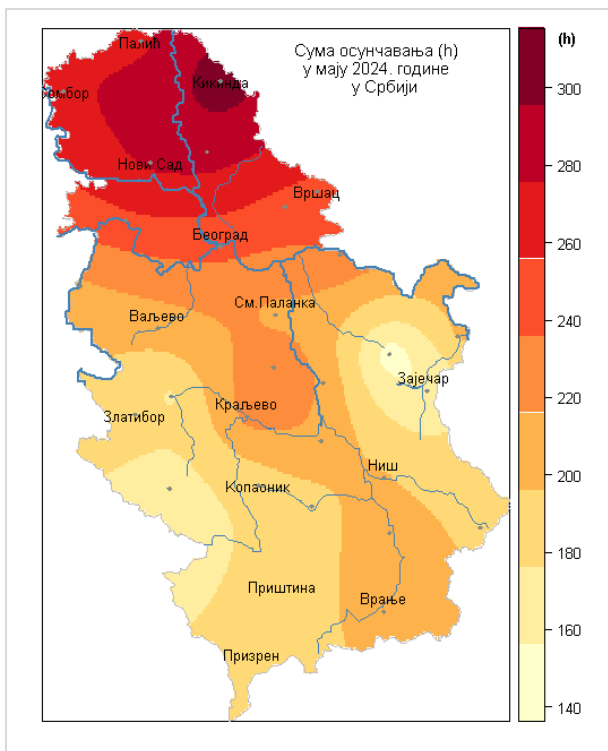 Сума осунчавања (h)
у мају 2024. године
у Србији
(h)
300
280
260
240
220
200
180
160
140
Палић
Кикинда
Сомбор
Нови Сад
Вршац
Београд
См.Паланка
Ваљево
Зајечар
Краљево
Златибор
Ниш
Копаоник
Приштина
Врање
Призрен